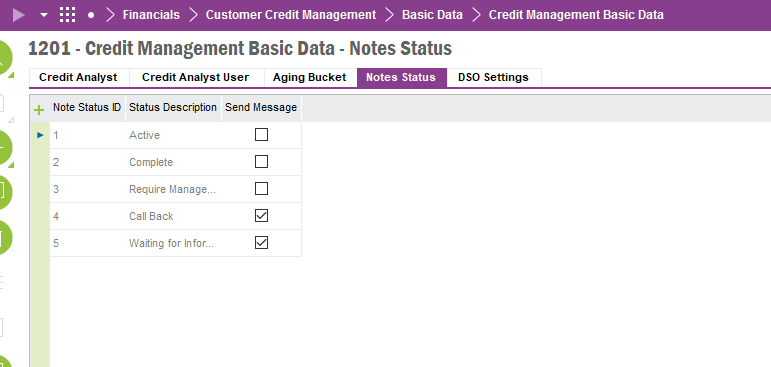 Financials Customer Credit Management Basic Data Credit Management Basic Data
1201 - Credit Management Basic Data - Notes Status
Credit Analyst Credit Analyst User Aging Bucket Notes Status DSO Settings
Note Status ID Status Description Send Message
1 Active
2 Complete
3 Require Manage...
4 Call Back
5 Waiting for Infor...